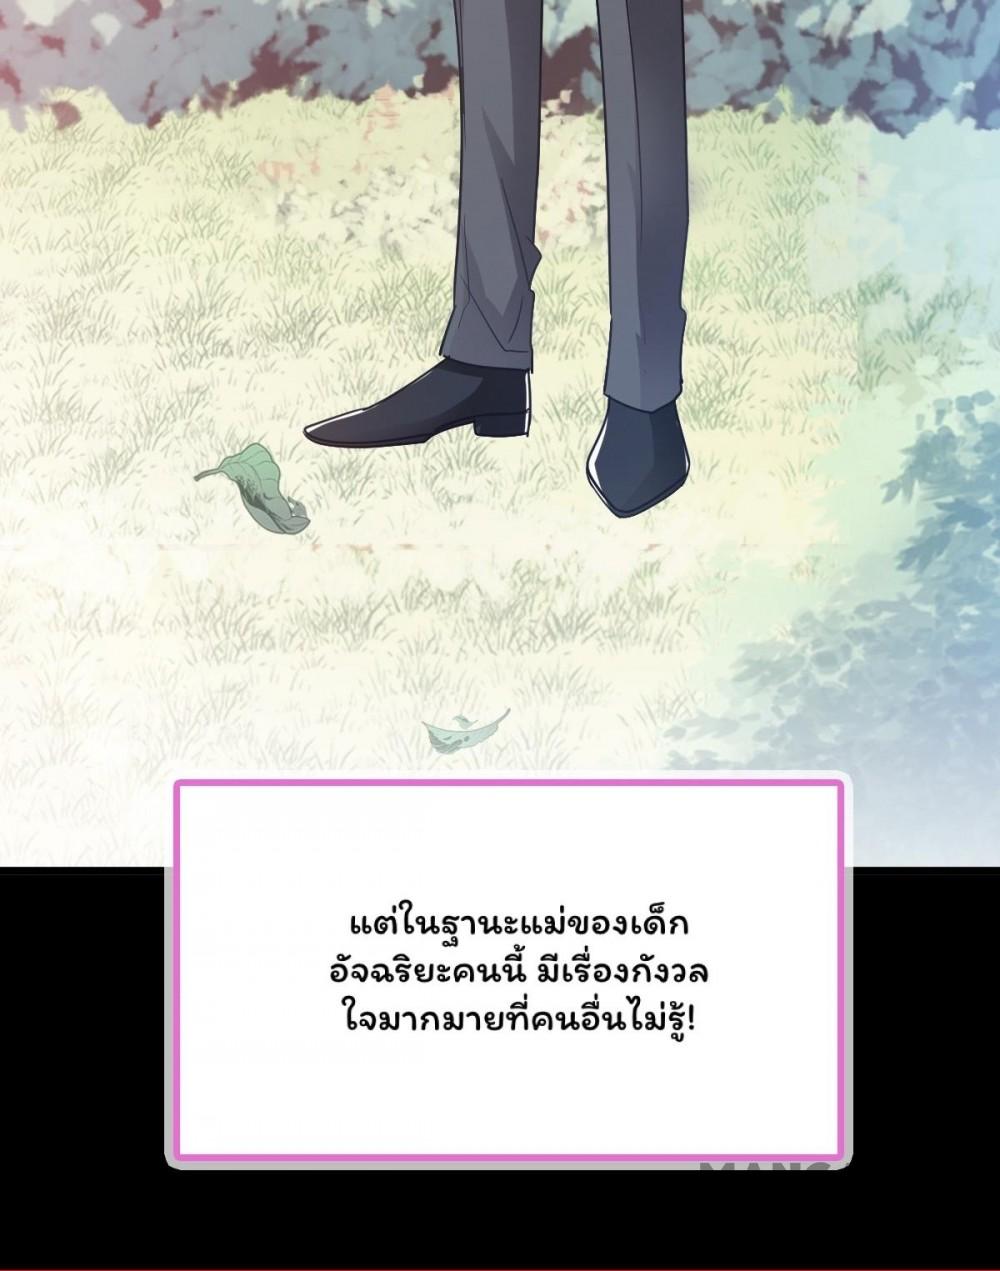 แต่ในฐานะแม่ของเด็ก
อัจฉริยะคนนี้ มีเรื่องกังวล
ใจมากมายที่คนอื่นไม่รู้!